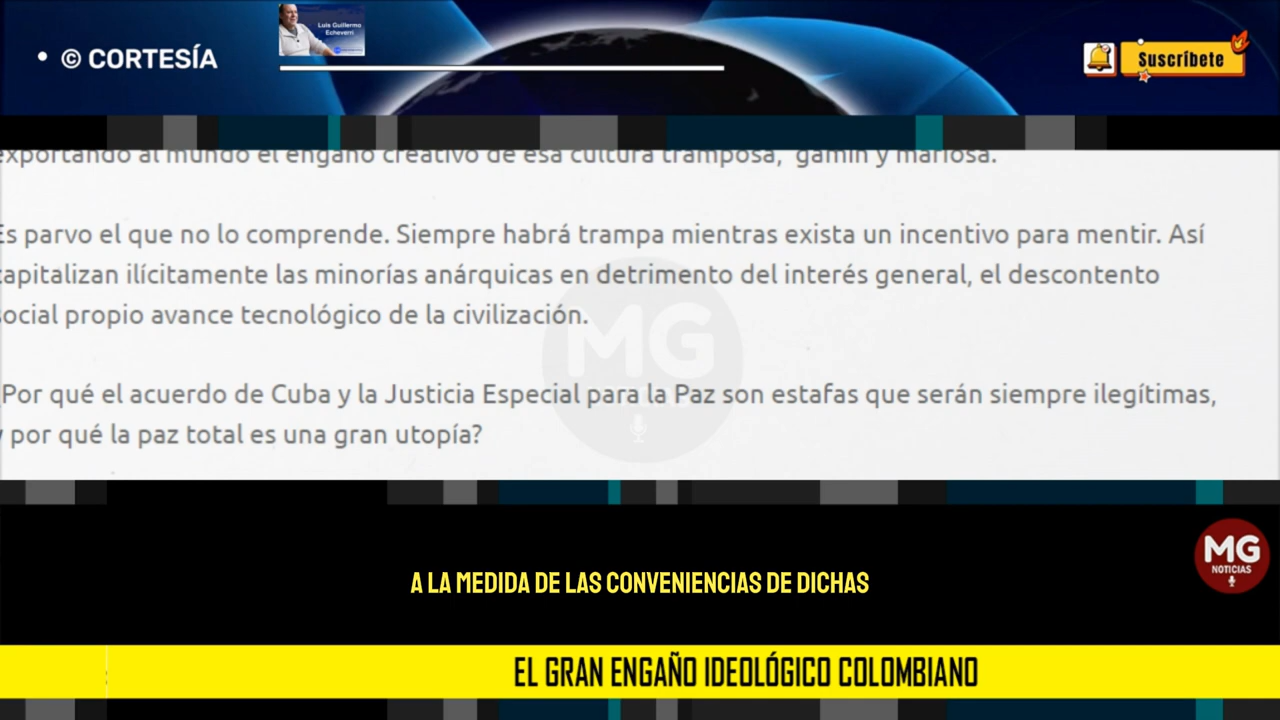 • © CORTESÍA
Luis Guillermo
Echeverri
Suscríbete
exportando al mundo el engaño creativo de esa cultura tramposa, gamín y mafiosa.
Es parvo el que no lo comprende. Siempre habrá trampa mientras exista un incentivo para mentir. Así
capitalizan ilícitamente las minorías anárquicas en detrimento del interés general, el descontento
social propio avance tecnológico de la civilización.
¿Por qué el acuerdo de Cuba y la Justicia Especial para la Paz son estafas que serán siempre ilegítimas,
y por qué la paz total es una gran utopía?
MG
MG
NOTICIAS
A LA MEDIDA DE LAS CONVENIENCIAS DE DICHAS
EL GRAN ENGAÑO IDEOLÓGICO COLOMBIANO